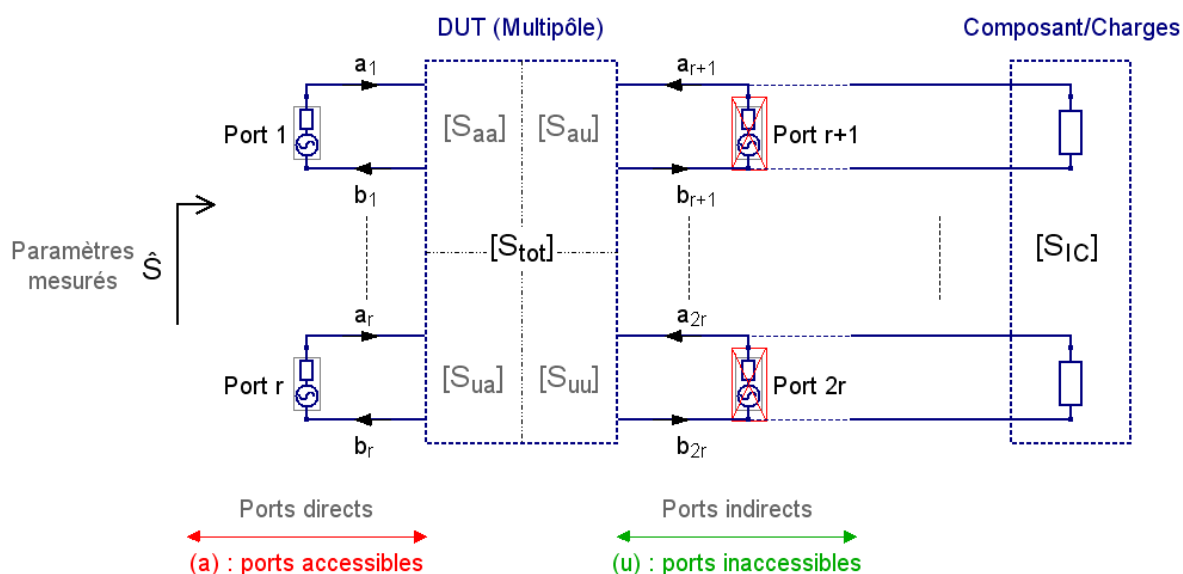 DUT (Multipôle)
Composant/Charges
a1
ar+1
Port 1
[Saa]
[Sau]
Port r+1
b1
br+1
Paramètres
mesurés
Ŝ
[Stot]
[SIC]
ar
a2r
Port r
[Sua]
[Suu]
Port 2r
br
b2r
Ports directs
Ports indirects
(a) : ports accessibles
(u) : ports inaccessibles